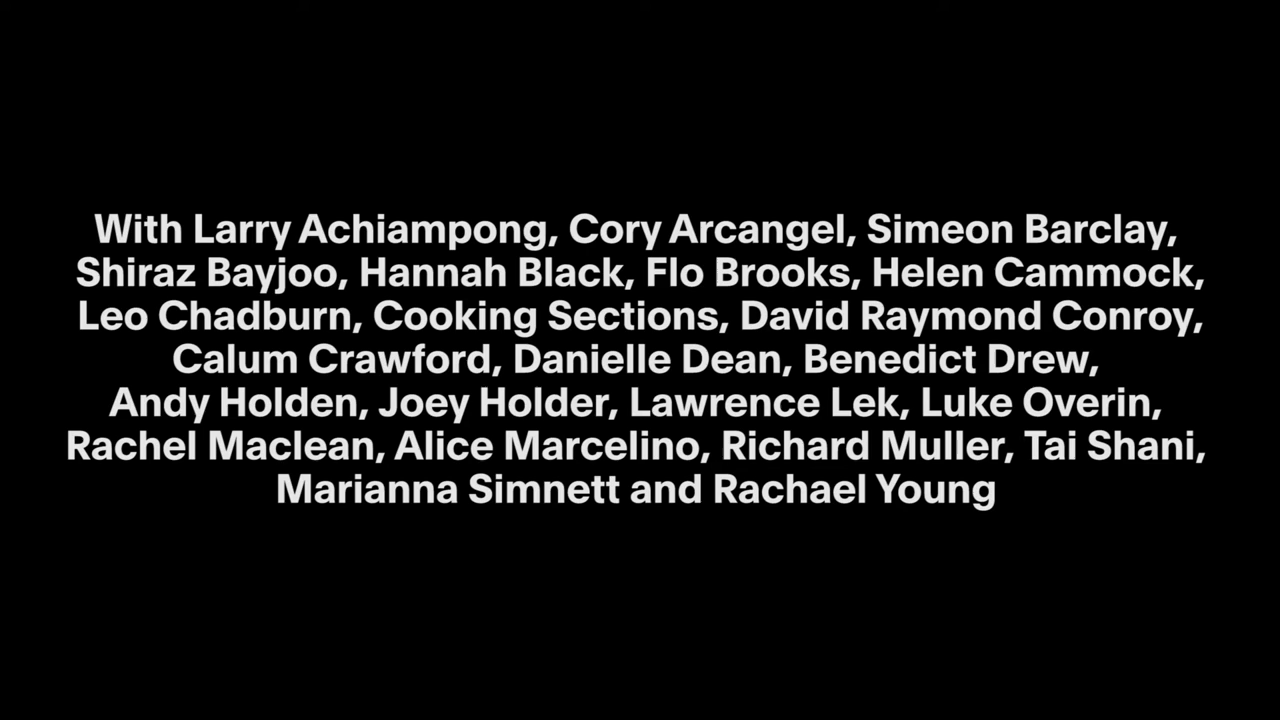 With Larry Achiampong, Cory Arcangel, Simeon Barclay,
Shiraz Bayjoo, Hannah Black, Flo Brooks, Helen Cammock,
Leo Chadburn, Cooking Sections, David Raymond Conroy,
Calum Crawford, Danielle Dean, Benedict Drew,
Andy Holden, Joey Holder, Lawrence Lek, Luke Overin,
Rachel Maclean, Alice Marcelino, Richard Muller, Tai Shani,
Marianna Simnett and Rachael Young